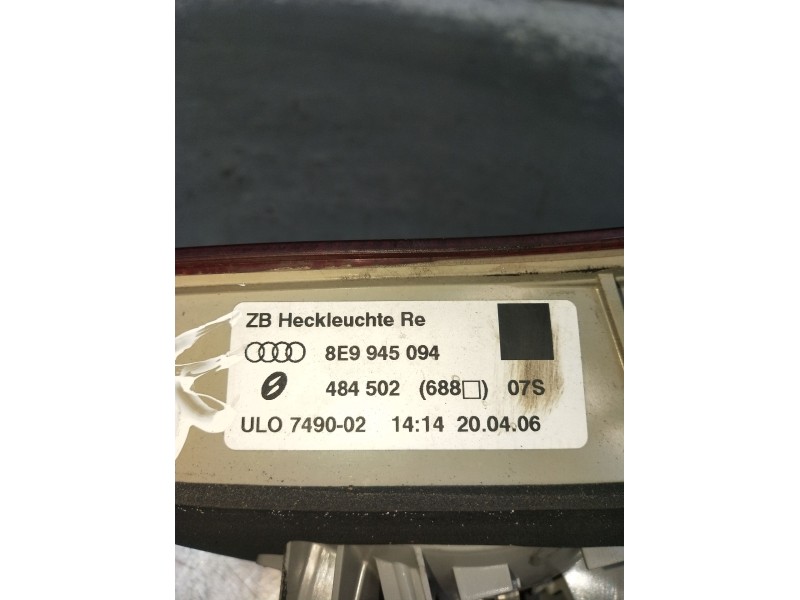 ZB Heckleuchte Re
8E9 945 094
484 502 (688□) 07S
ULO 7490-02 14:14 20.04.06